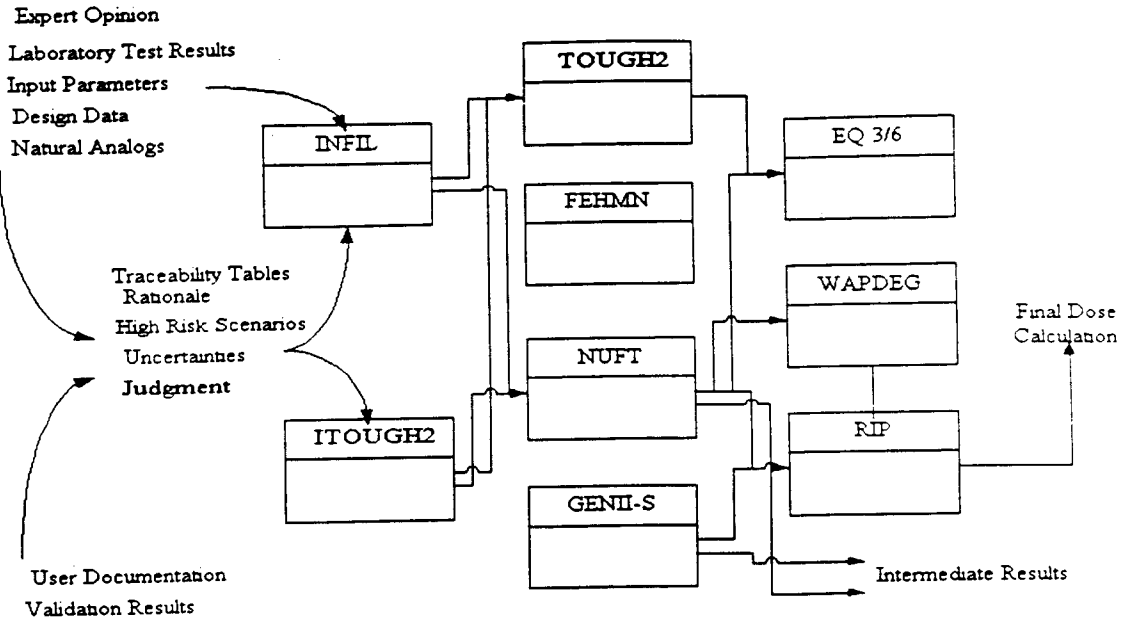 Expert Opinion
Laboratory Test Results
Input Parameters
Design Data
Natural Analogs
INFIL
TOUGH2
FEHMN
EQ 3/6
Traceability Tables
Rationale
High Risk Scenarios
Uncertainties
Judgment
ITOUGH2
NUFT
WAPDEG
Final Dose
Calculation
RIP
GENII-S
Intermediate Results
User Documentation
Validation Results